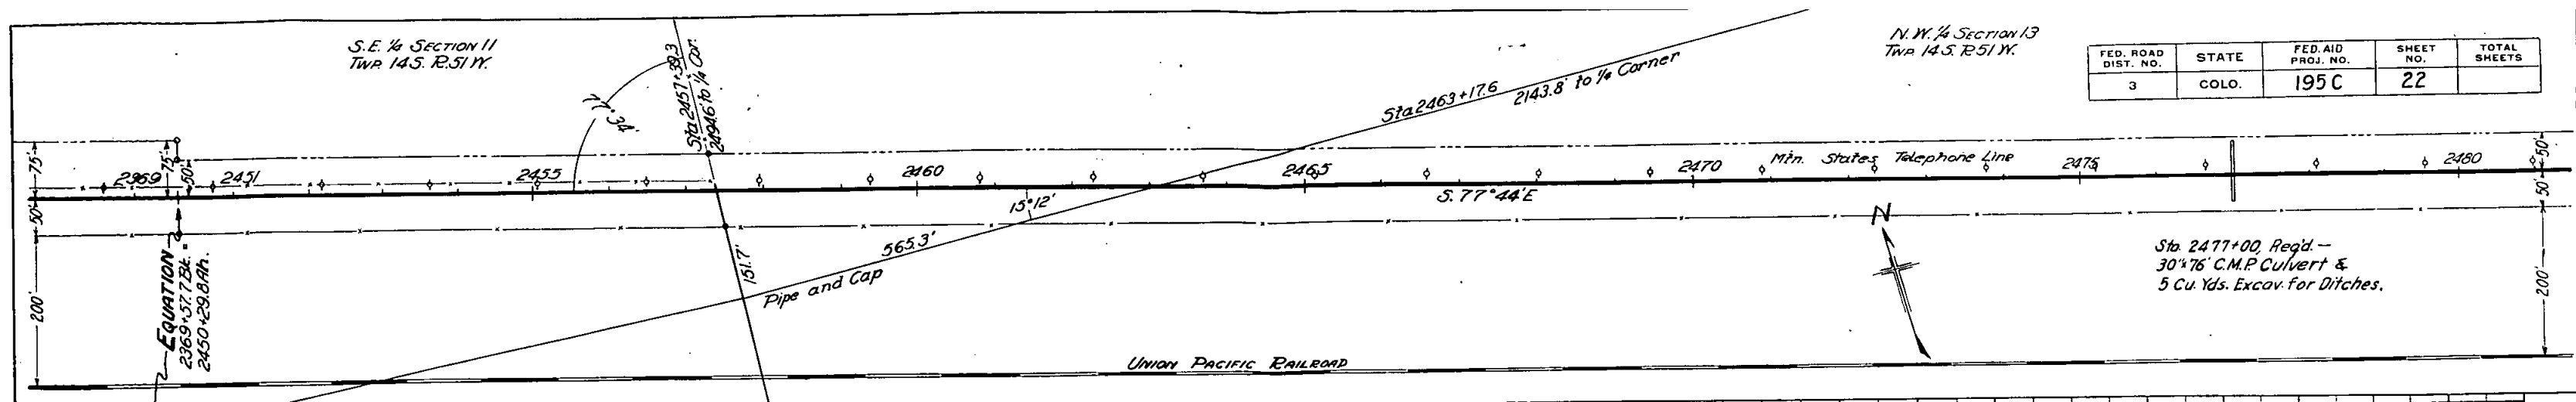 S.E. ¼ SECTION 11
TWP. 14 S. R. 51 W.
N.W. ¼ SECTION 13
TWP. 14 S. R. 51 W.
FED. ROAD DIST. NO.
STATE
FED. AID PROJ. NO.
SHEET NO.
TOTAL SHEETS
3
COLO.
195 C
22
Sta. 2457+39.3
2494.6' to ¼ Cor.
Sta 2463+17.6
2143.8' to ¼ Corner
75'
75'
50'
2369
2451
2455
2460
2465
2470
Mtn. States Telephone Line
2475
2480
50'
50'
50'
S. 77°44' E
15°12'
565.3'
151.7'
Pipe and Cap
N
EQUATION
2369+57.7 Bk. =
2450+29.8 Ah.
200'
200'
Sta. 2477+00, Req'd. —
30"x76' C.M.P. Culvert &
5 Cu. Yds. Excav. for Ditches.
UNION PACIFIC RAILROAD